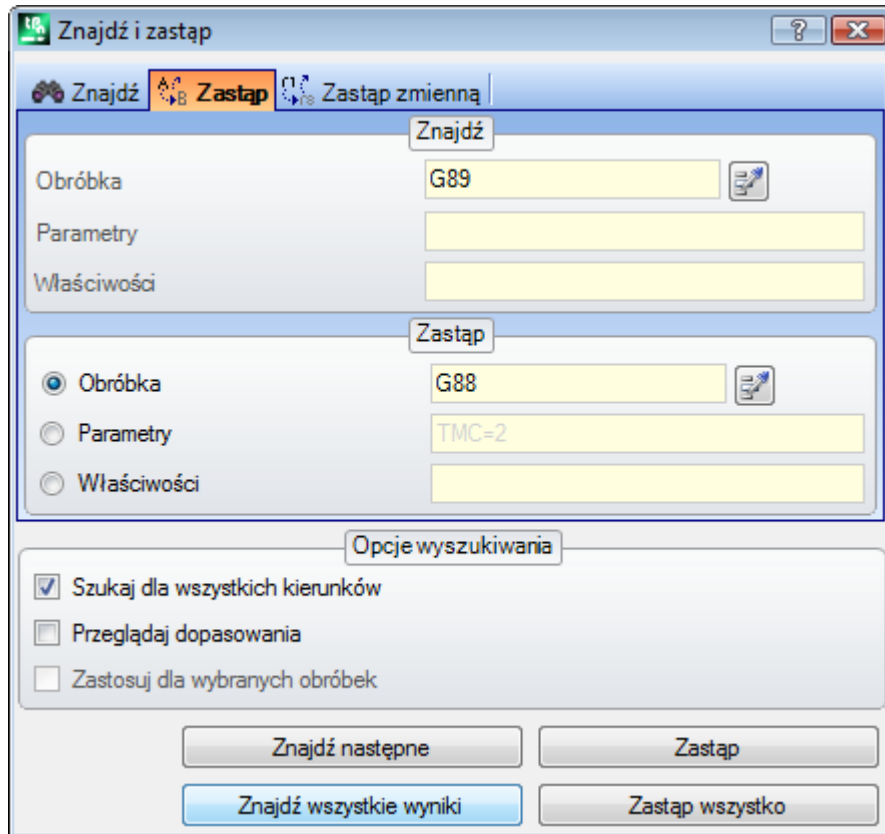 Znajdź i zastąp
Znajdź Zastąp Zastąp zmienną
Znajdź
Obróbka G89
Parametry
Właściwości
Zastąp
Obróbka G88
Parametry TMC=2
Właściwości
Opcje wyszukiwania
Szukaj dla wszystkich kierunków
Przeglądaj dopasowania
Zastosuj dla wybranych obróbek
Znajdź następne Zastąp
Znajdź wszystkie wyniki Zastąp wszystko